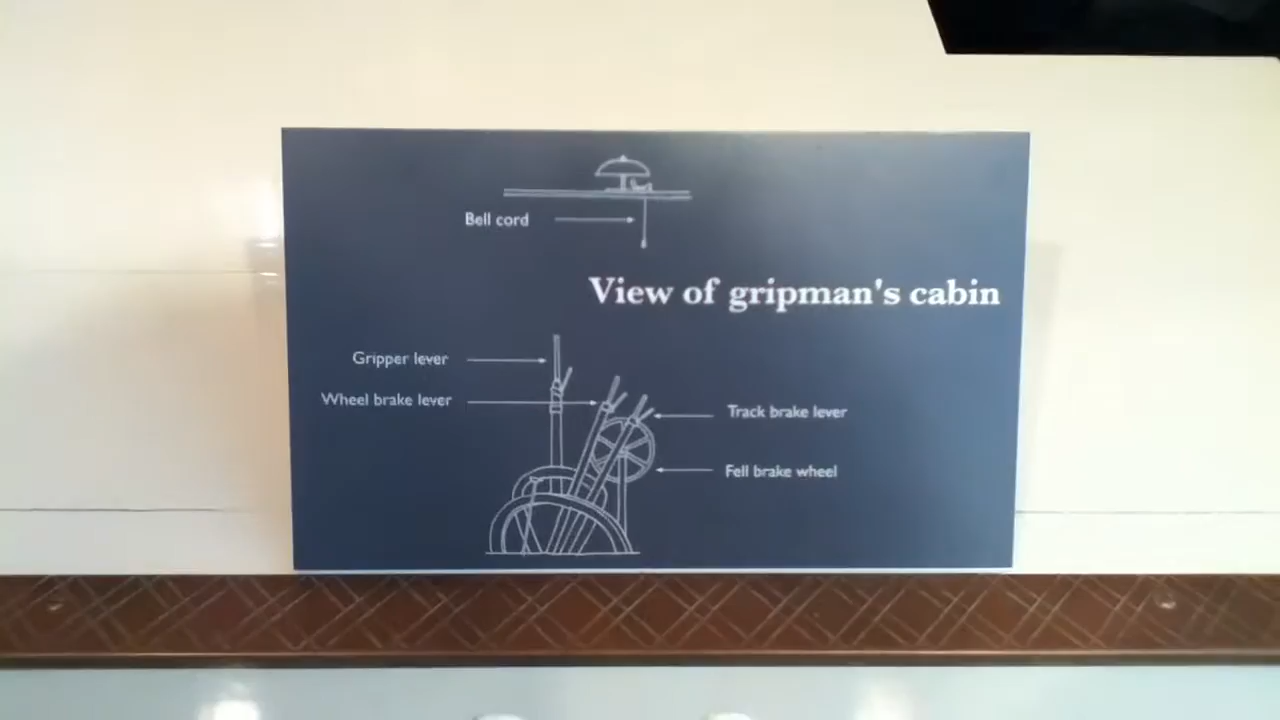 Bell cord
View of gripman's cabin
Gripper lever
Wheel brake lever
Track brake lever
Fell brake wheel